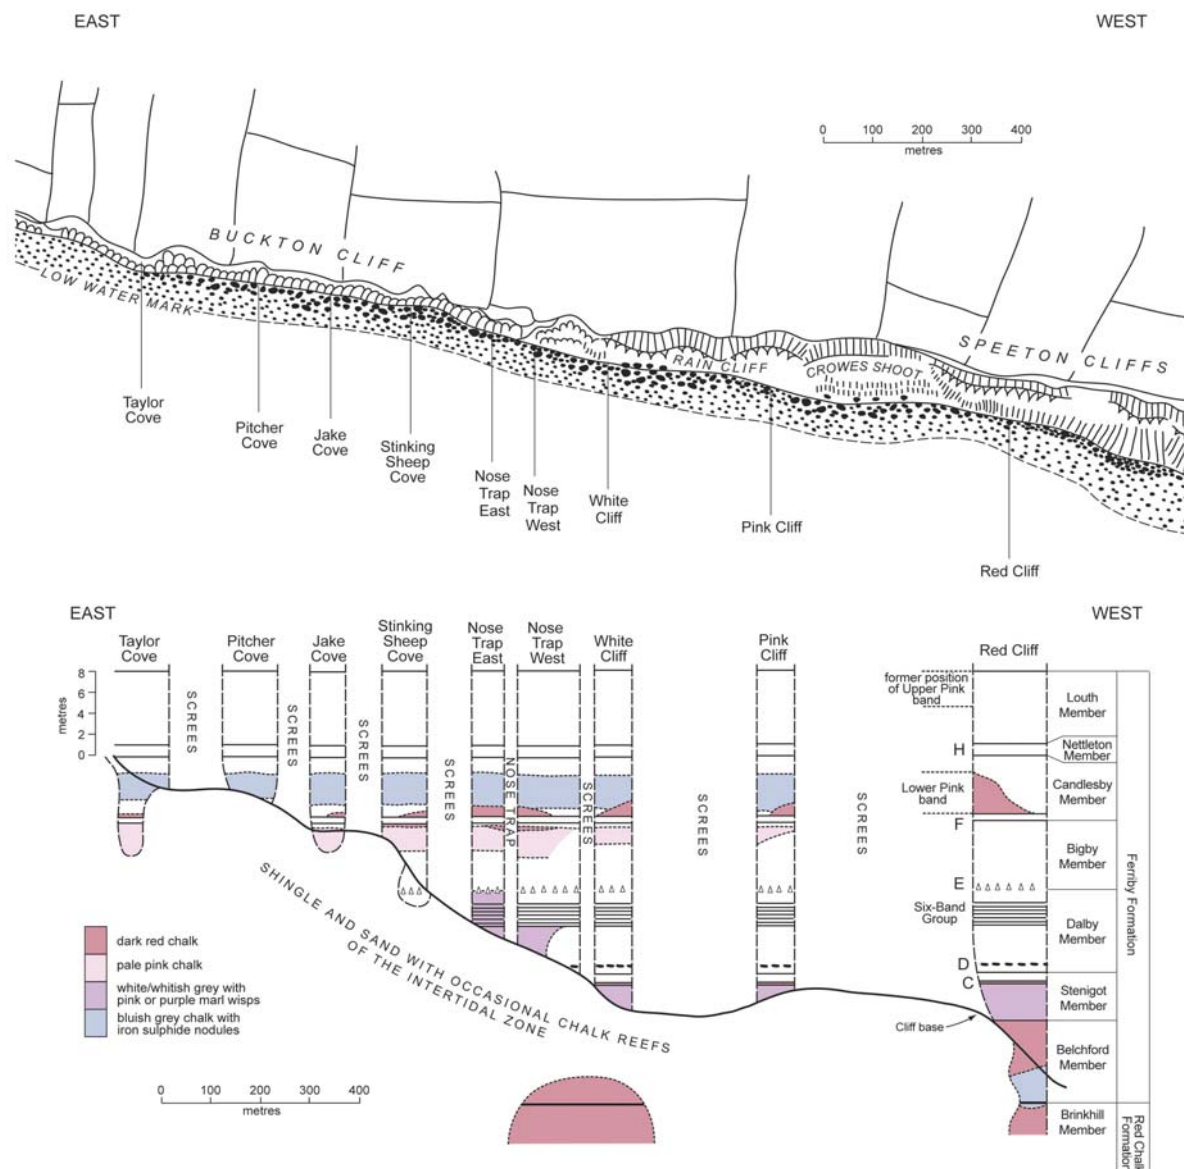 EAST
WEST
0 100 200 300 400
metres
BUCKTON CLIFF
LOW WATER MARK
RAIN CLIFF
CROWES SHOOT
SPEETON CLIFFS
Taylor
Cove
Pitcher
Cove
Jake
Cove
Stinking
Sheep
Cove
Nose
Trap
East
Nose
Trap
West
White
Cliff
Pink Cliff
Red Cliff
EAST
WEST
Taylor
Cove
Pitcher
Cove
Jake
Cove
Stinking
Sheep
Cove
Nose
Trap
East
Nose
Trap
West
White
Cliff
Pink
Cliff
Red Cliff
8
6
4
2
0
metres
SCREES
SCREES
SCREES
SCREES
NOSE TRAP
SCREES
SCREES
SCREES
former position
of Upper Pink
band
Louth
Member
H
Nettleton
Member
Lower Pink
band
Candlesby
Member
F
Bigby
Member
E
Six-Band
Group
Dalby
Member
D
C
Stenigot
Member
Cliff base
Belchford
Member
Brinkhill
Member
Ferriby Formation
Red Chalk
Formation
SHINGLE AND SAND WITH OCCASIONAL CHALK REEFS
OF THE INTERTIDAL ZONE
dark red chalk
pale pink chalk
white/whitish grey with
pink or purple marl wisps
bluish grey chalk with
iron sulphide nodules
0 100 200 300 400
metres